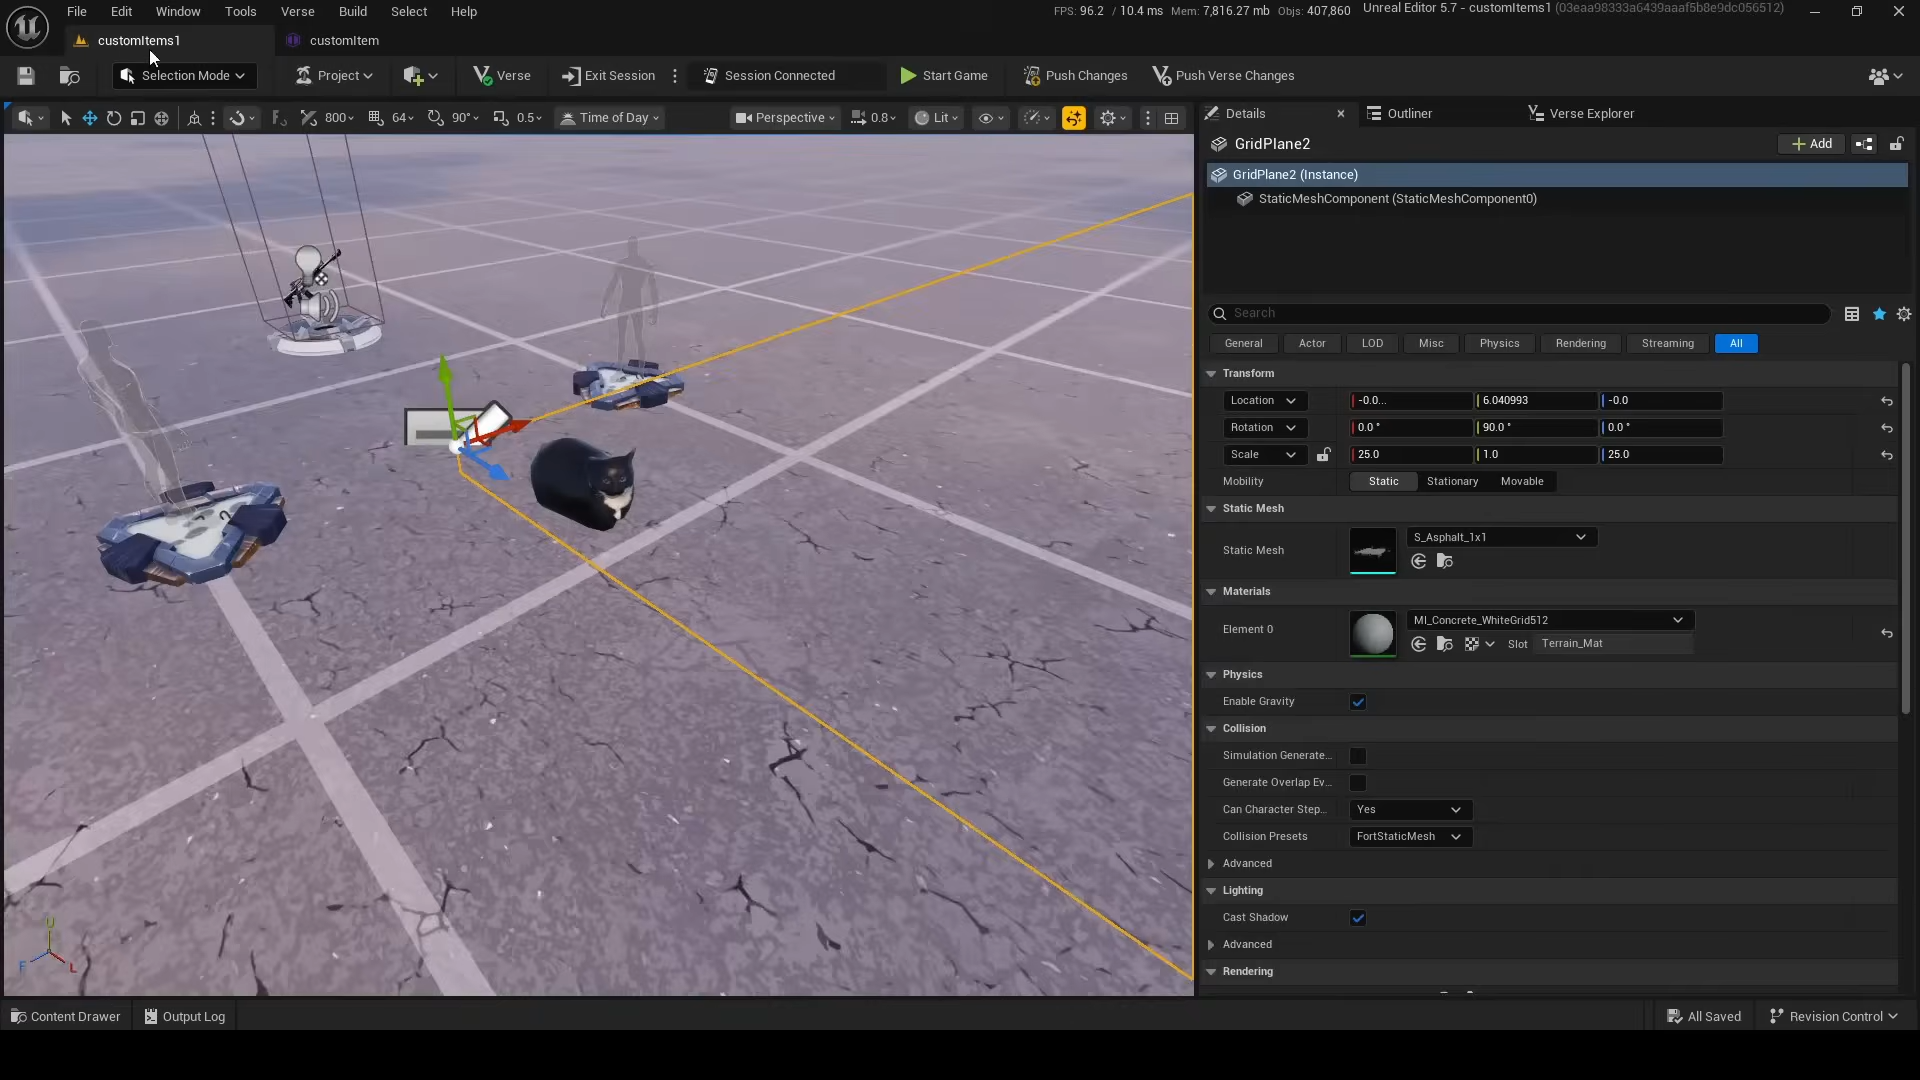 File Edit Window Tools Verse Build Select Help
FPS: 96.2 / 10.4 ms Mem: 7,816.27 mb Objs: 407,860
Unreal Editor 5.7 - customItems1 (03eaa98333a6439aaaf5b8e9dc056512)
customItems1 customItem
Selection Mode Project Verse Exit Session Session Connected Start Game Push Changes Push Verse Changes
800 64 90° 0.5 Time of Day Perspective 0.8 Lit
Details Outliner Verse Explorer
GridPlane2
Add
GridPlane2 (Instance)
StaticMeshComponent (StaticMeshComponent0)
Search
General Actor LOD Misc Physics Rendering Streaming All
Transform
Location -0.0... 6.040993 -0.0
Rotation 0.0 ° 90.0 ° 0.0 °
Scale 25.0 1.0 25.0
Mobility Static Stationary Movable
Static Mesh
Static Mesh S_Asphalt_1x1
Materials
Element 0 MI_Concrete_WhiteGrid512
Slot Terrain_Mat
Physics
Enable Gravity
Collision
Simulation Generate...
Generate Overlap Ev...
Can Character Step... Yes
Collision Presets FortStaticMesh
Advanced
Lighting
Cast Shadow
Advanced
Rendering
U
F L
Content Drawer Output Log All Saved Revision Control